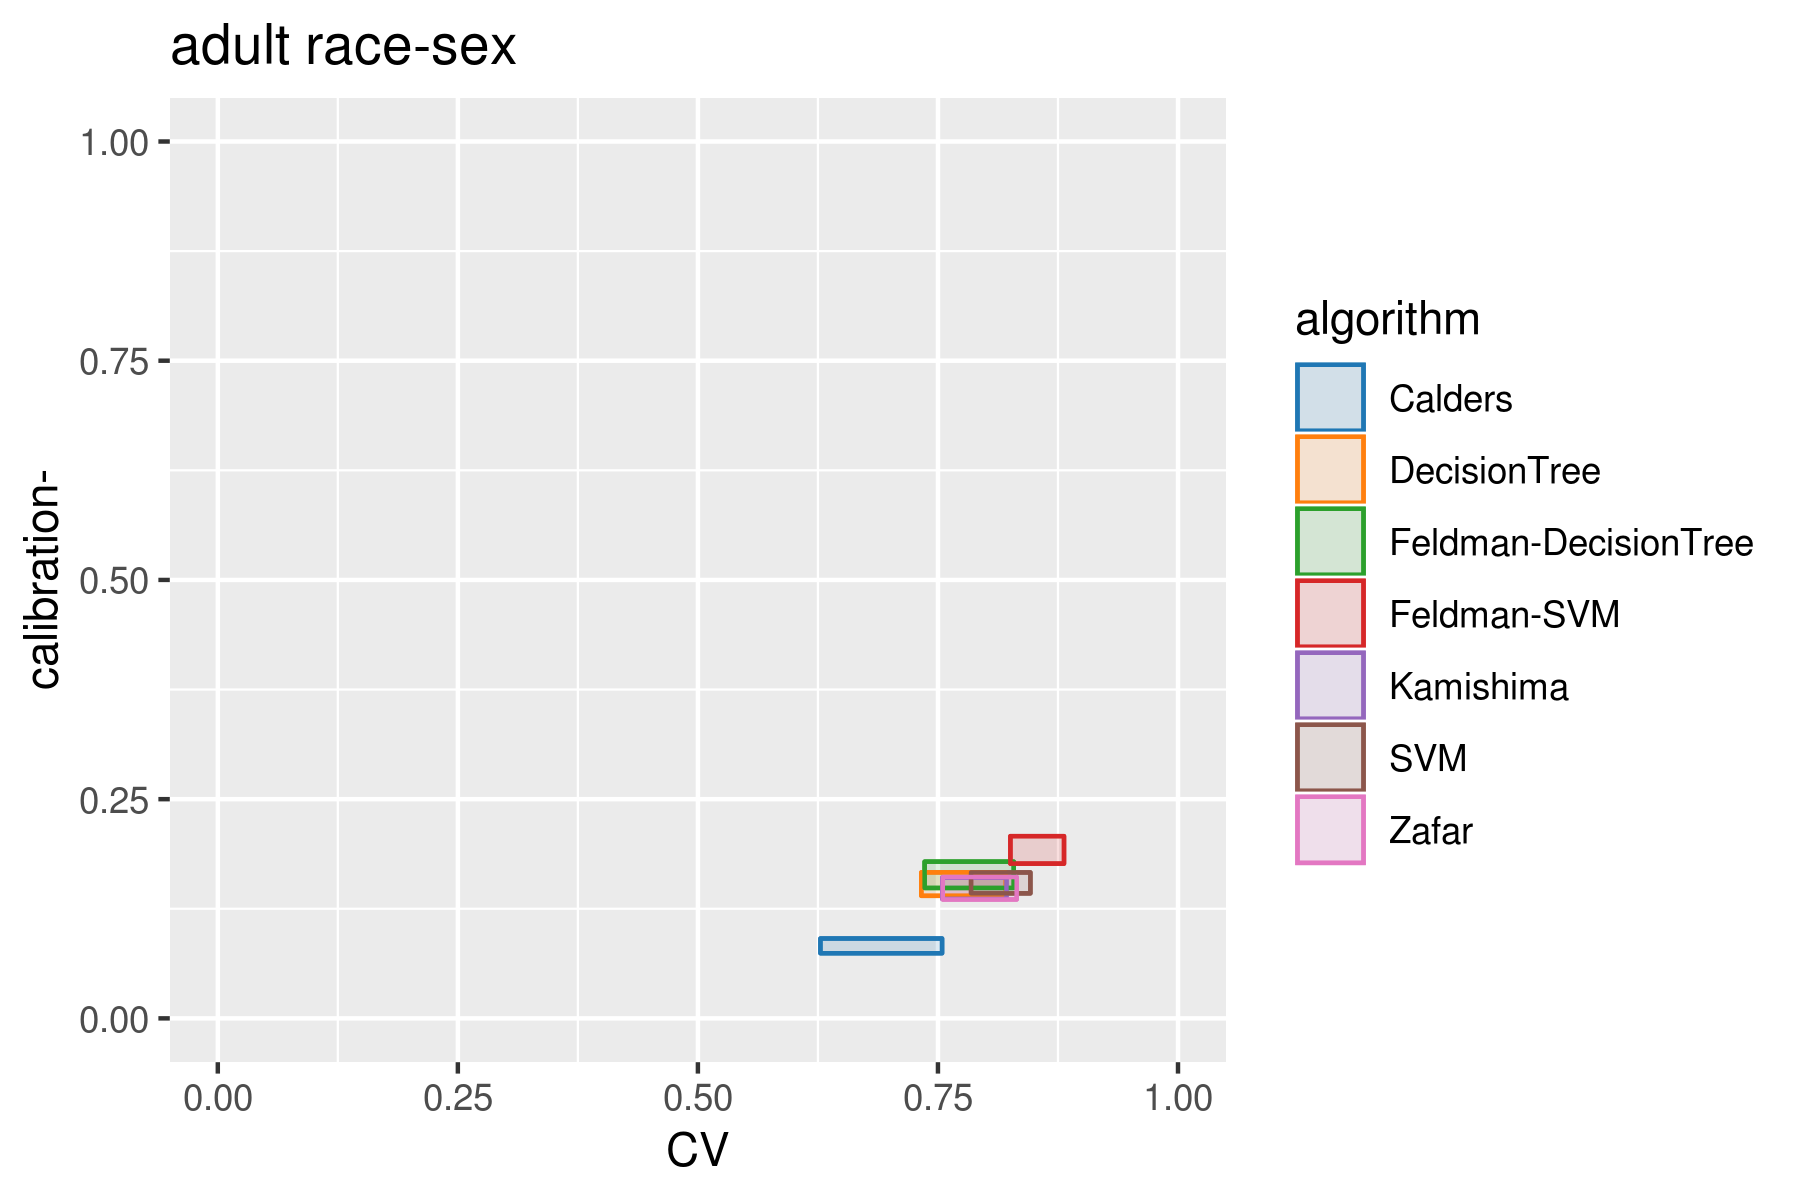 adult race-sex
1.00
0.75
0.50
0.25
0.00
calibration-
0.00 0.25 0.50 0.75 1.00
CV
algorithm
Calders
DecisionTree
Feldman-DecisionTree
Feldman-SVM
Kamishima
SVM
Zafar